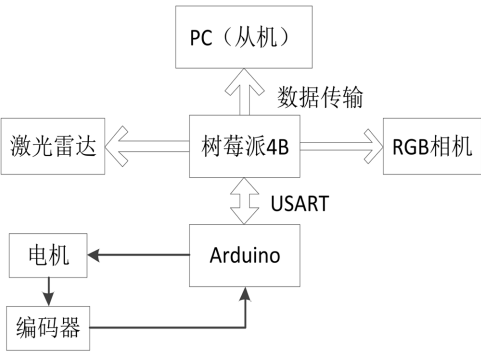 PC（从机）
数据传输
激光雷达
树莓派4B
RGB相机
USART
电机
Arduino
编码器